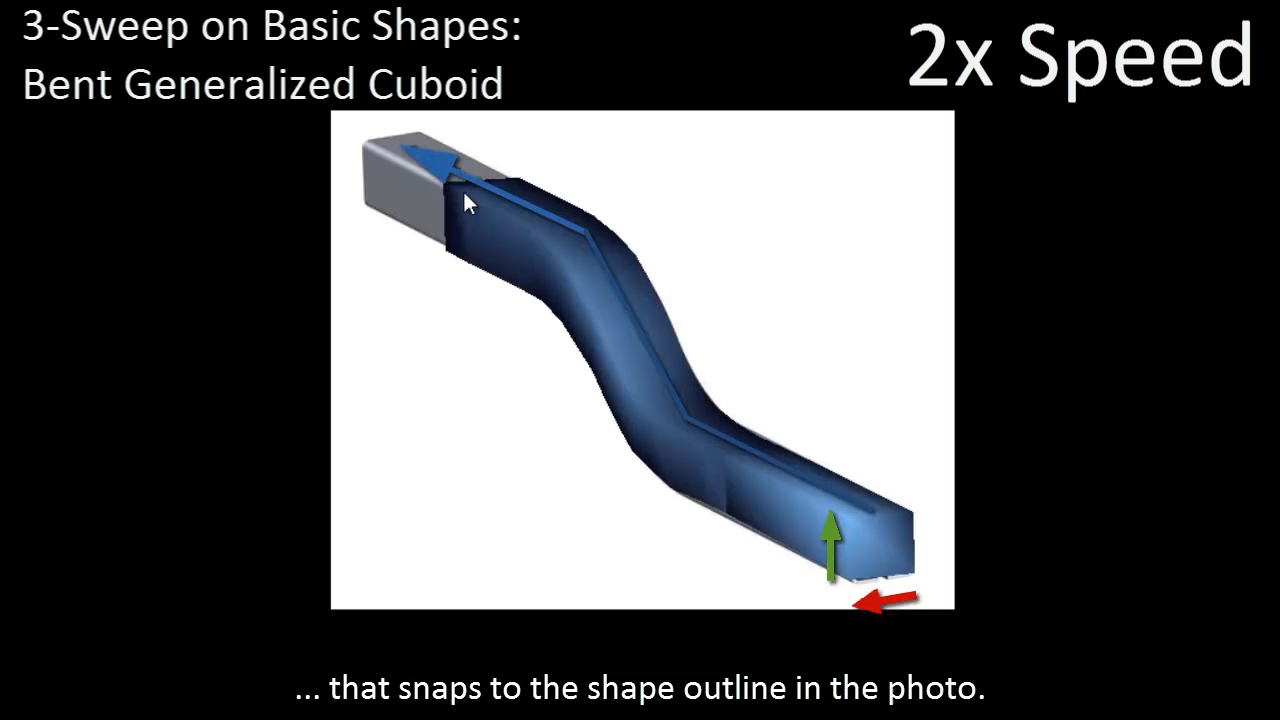 3-Sweep on Basic Shapes:
Bent Generalized Cuboid
2x Speed
... that snaps to the shape outline in the photo.